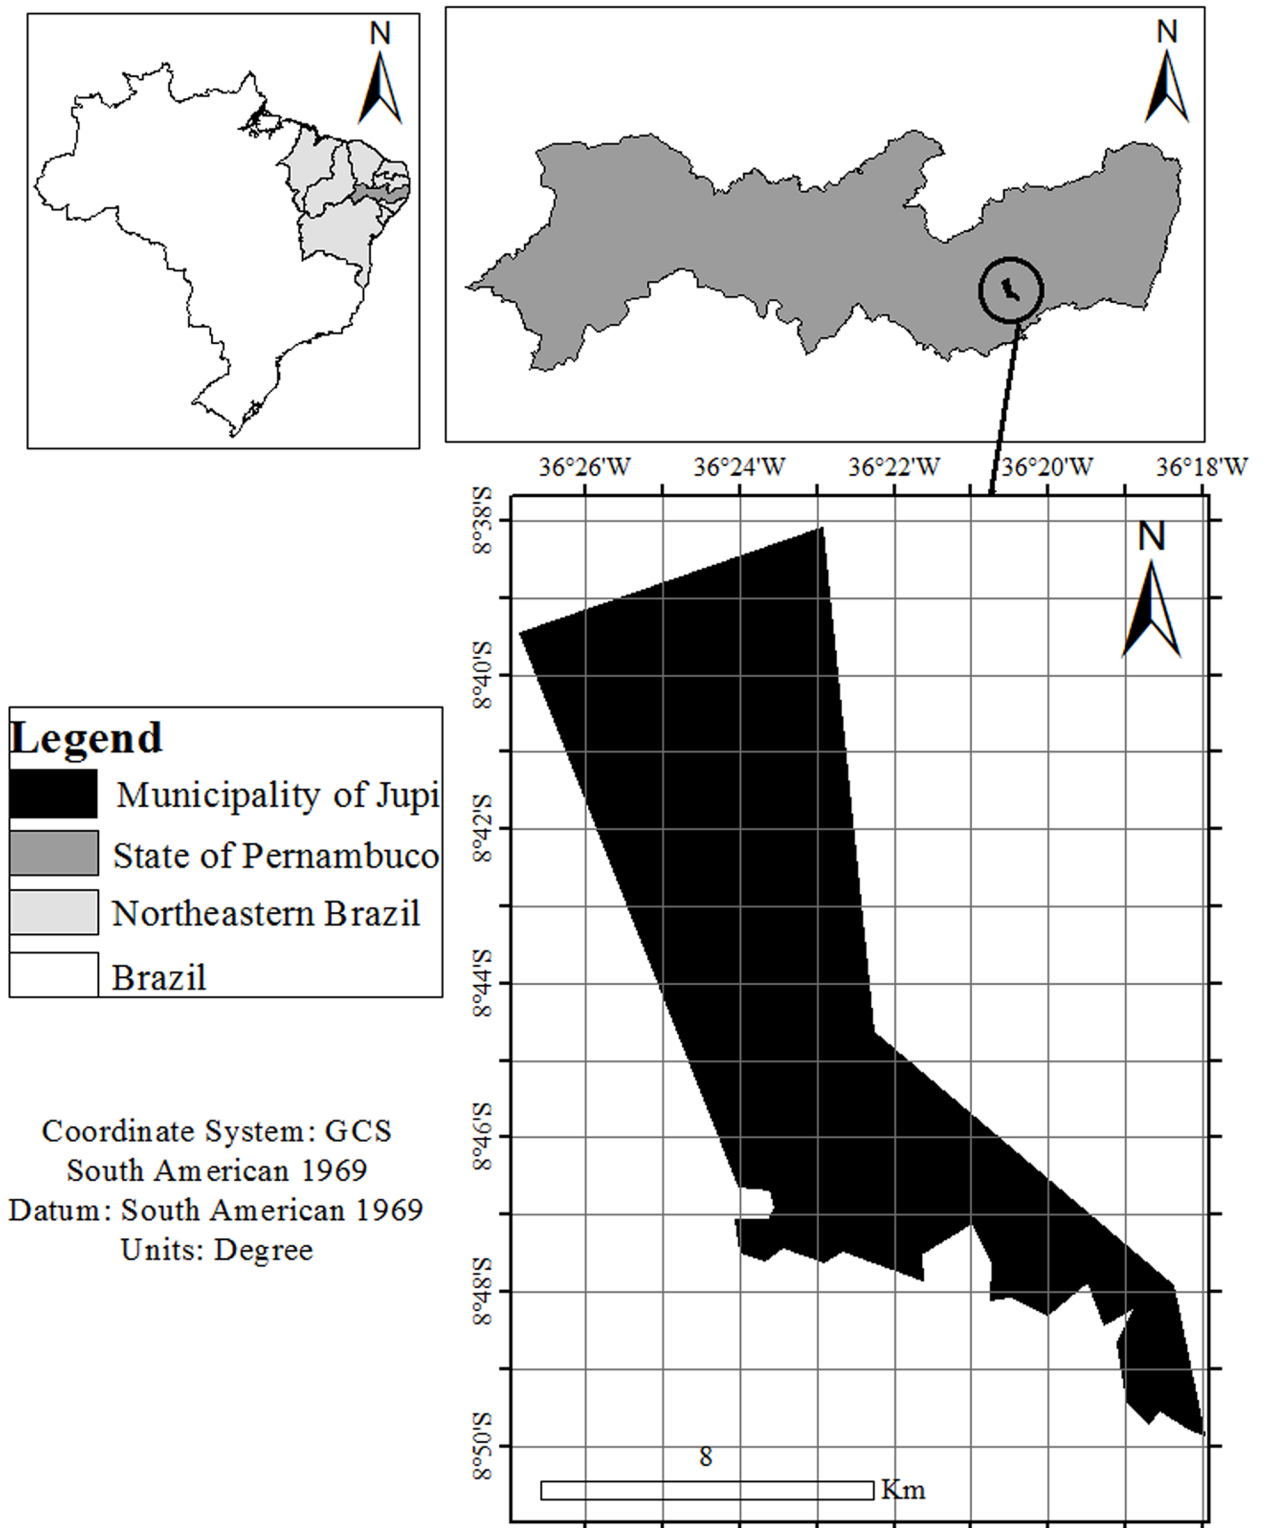 N
N
36°26'W 36°24'W 36°22'W 36°20'W 36°18'W
8°38'S
N
8°40'S
Legend
Municipality of Jupi
8°42'S
State of Pernambuco
Northeastern Brazil
Brazil
8°44'S
Coordinate System: GCS
South American 1969
Datum: South American 1969
Units: Degree
8°46'S
8°48'S
8°50'S
8
Km